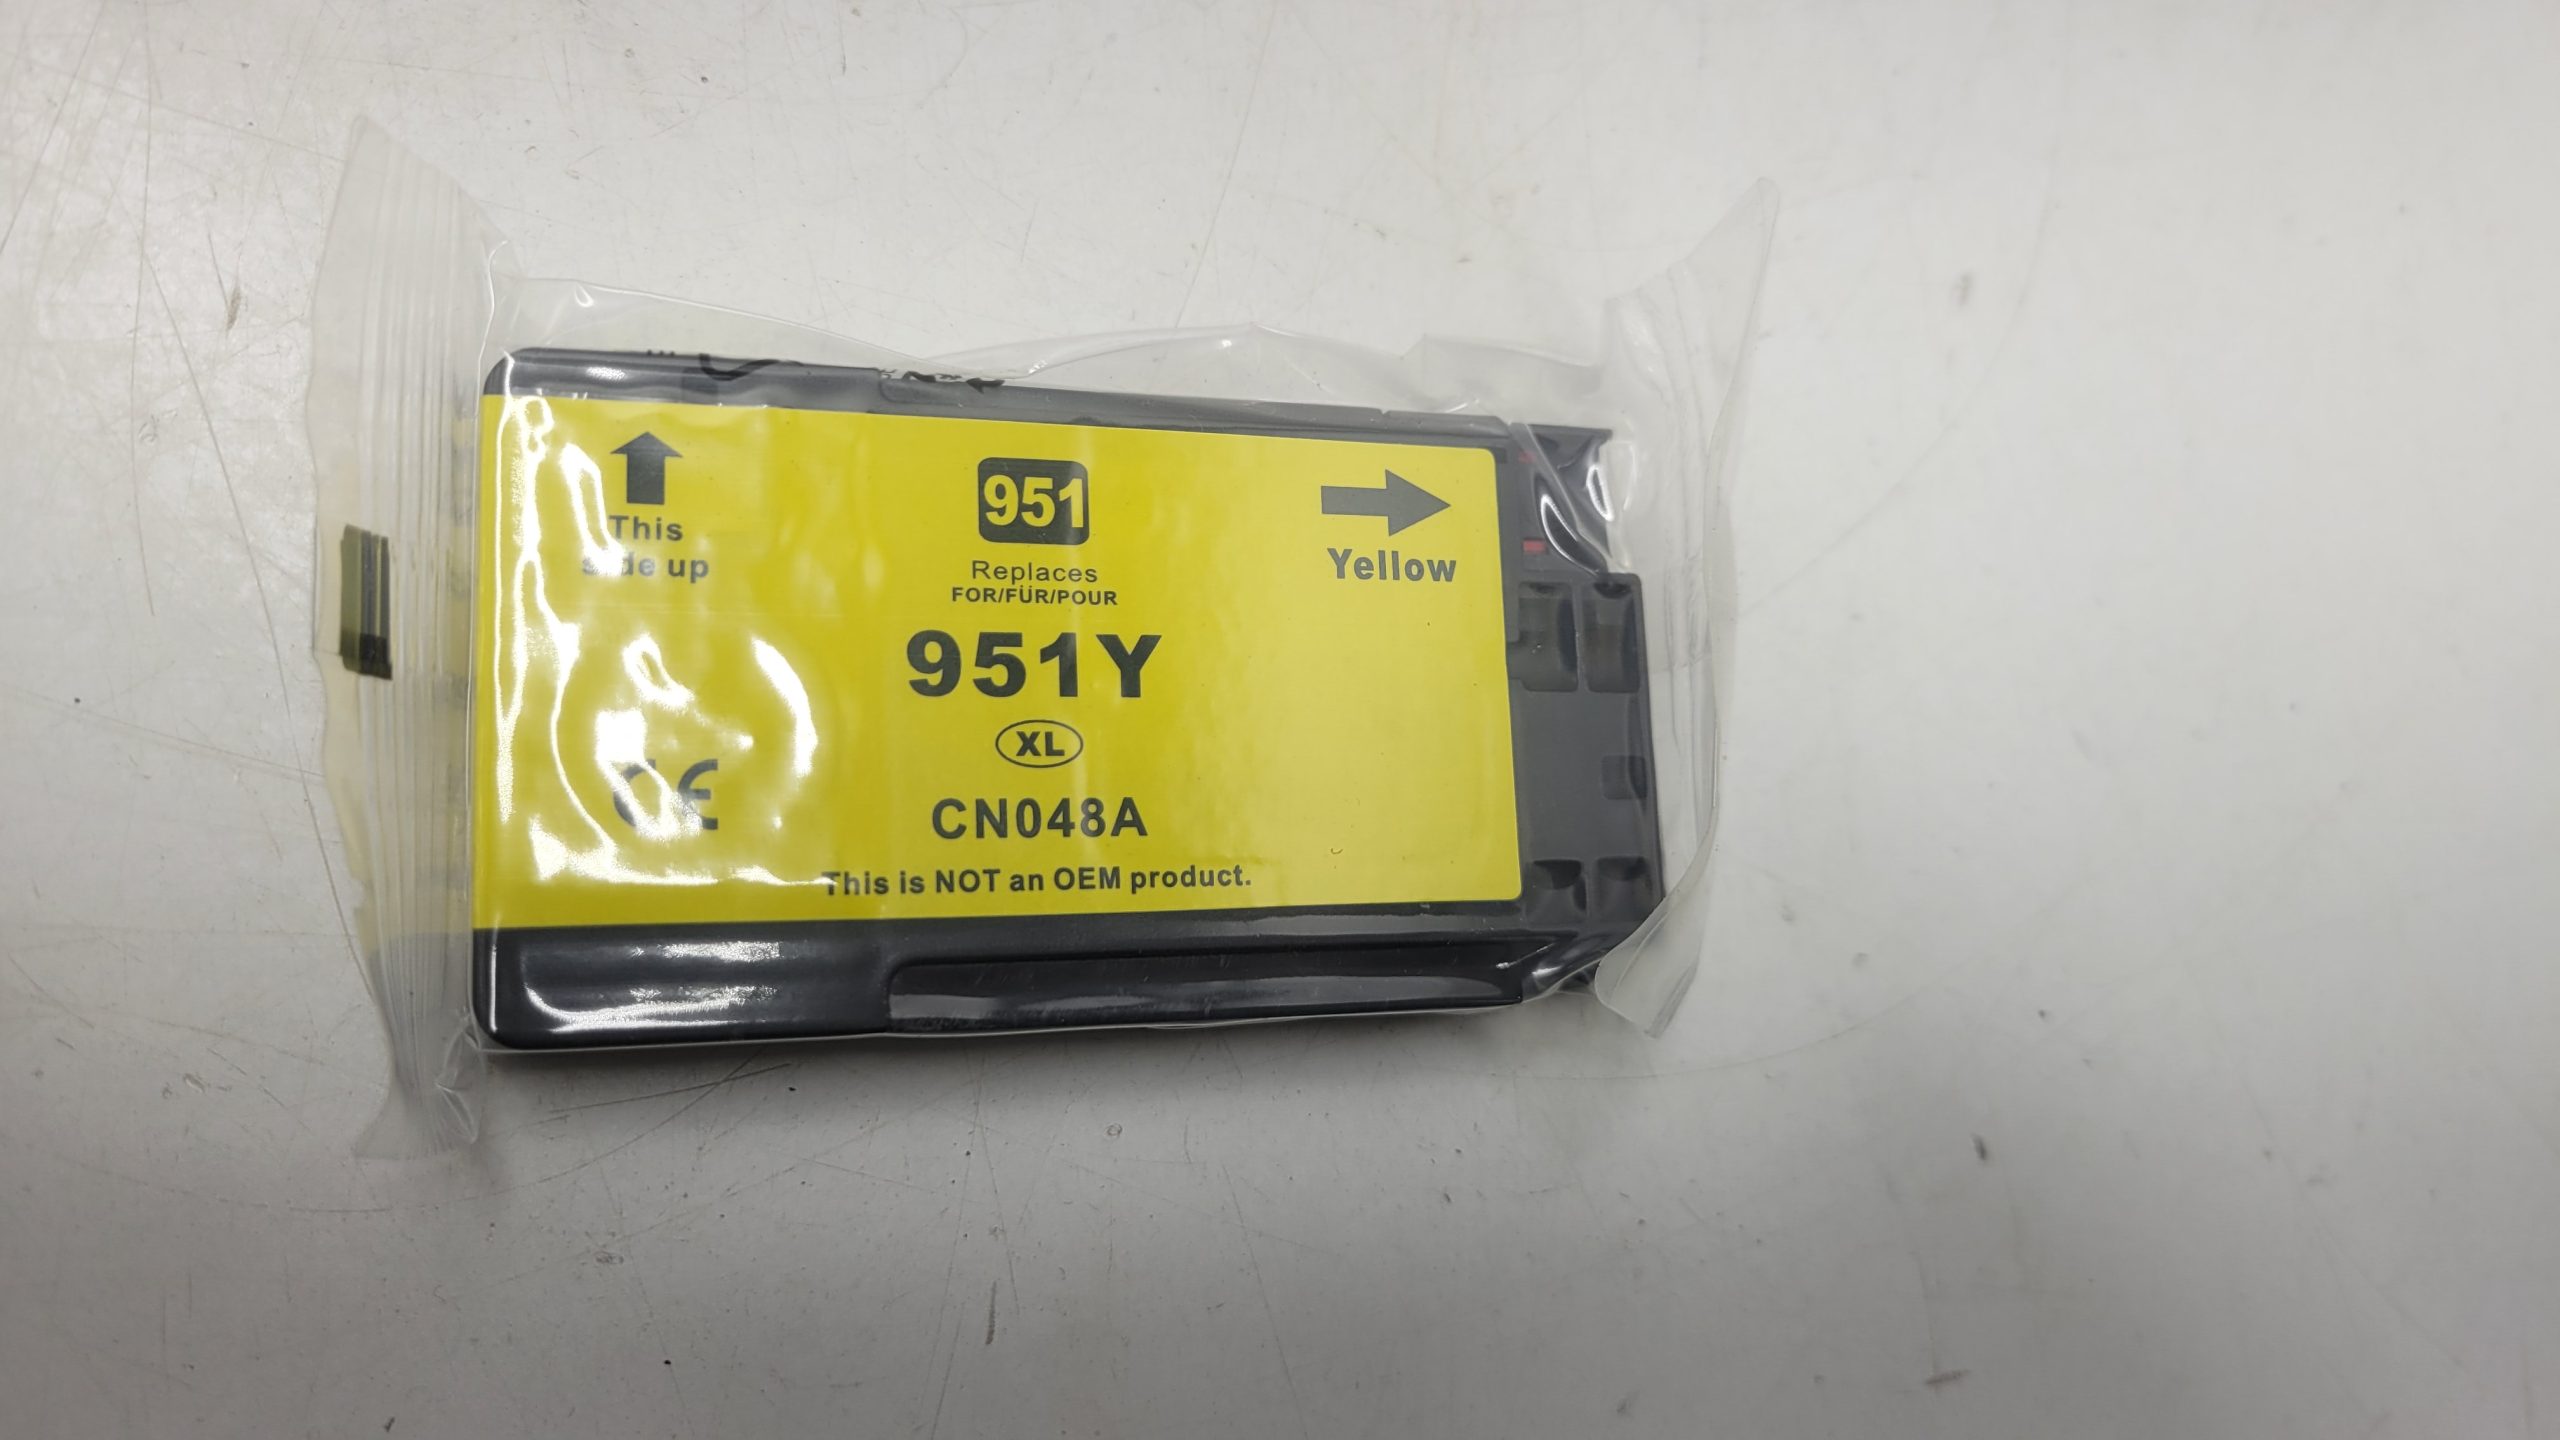 This
side up
951
Replaces
FOR/FÜR/POUR
951Y
XL
CN048A
This is NOT an OEM product.
Yellow
CE